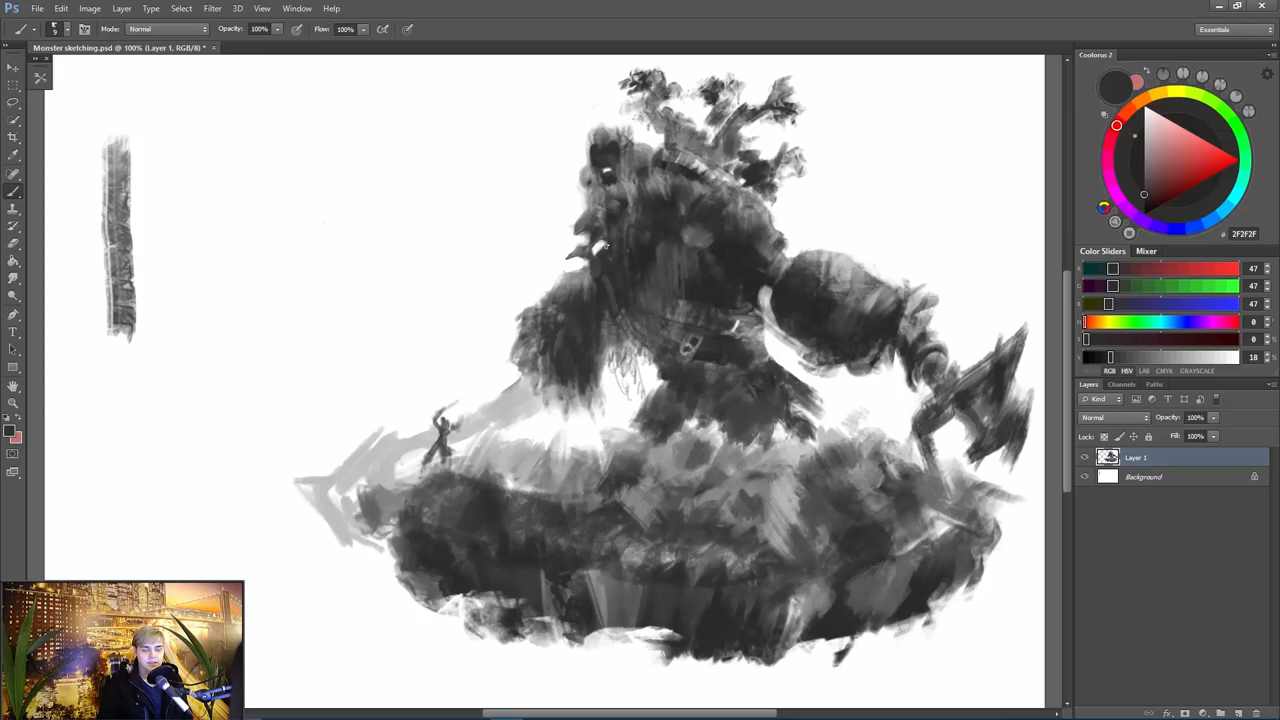 Ps File Edit Image Layer Type Select Filter 3D View Window Help
9 Mode: Normal Opacity: 100% Flow: 100% Essentials
Monster sketching.psd @ 100% (Layer 1, RGB/8) * ×
Coolorus 2
# 2F2F2F
Color Sliders Mixer
47
47
47
0
0 %
18
RGB HSV LAB CMYK GRAYSCALE
Layers Channels Paths
Kind
Normal Opacity: 100%
Lock: Fill: 100%
Layer 1
Background